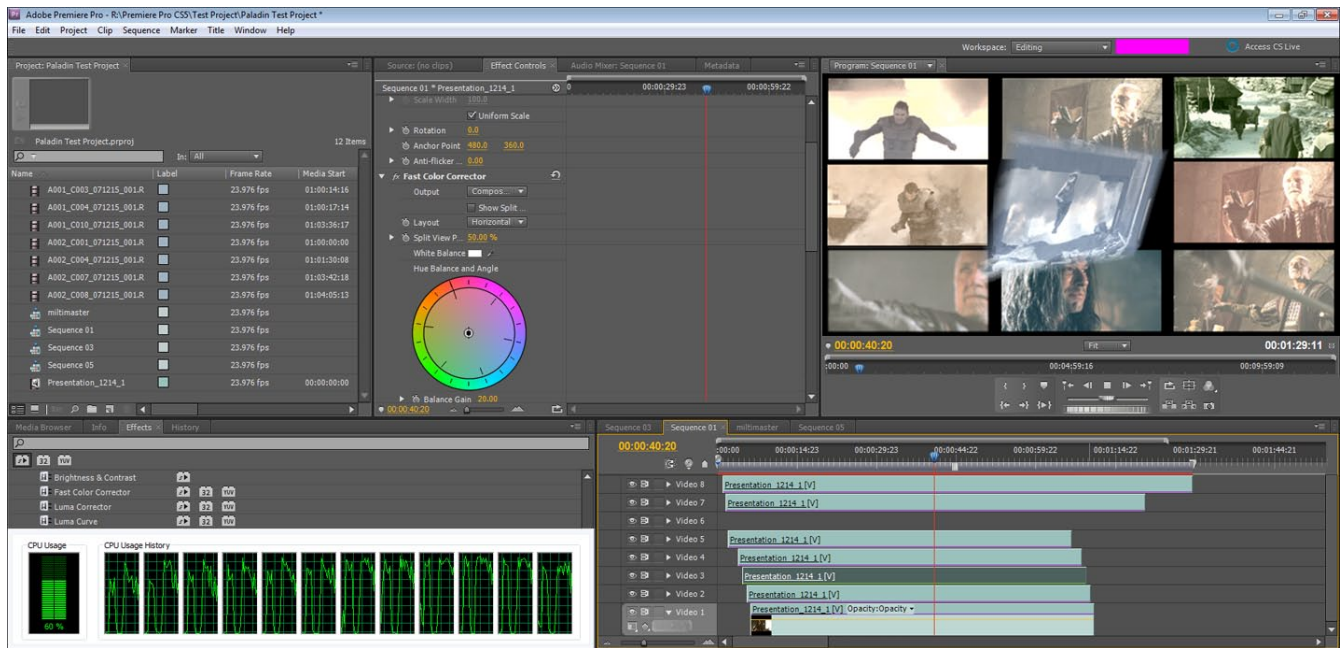 Adobe Premiere Pro - R:\Premiere Pro CS5\Test Project\Paladin Test Project *
File Edit Project Clip Sequence Marker Title Window Help
Workspace: Editing
Access CS Live
Project: Paladin Test Project
Paladin Test Project.prproj
12 Items
In: All
Name Label Frame Rate Media Start
A001_C003_071215_001.R 23.976 fps 01:00:14:16
A001_C004_071215_001.R 23.976 fps 01:00:17:14
A001_C010_071215_001.R 23.976 fps 01:03:36:17
A002_C001_071215_001.R 23.976 fps 01:00:00:00
A002_C004_071215_001.R 23.976 fps 01:01:30:08
A002_C007_071215_001.R 23.976 fps 01:03:42:18
A002_C008_071215_001.R 23.976 fps 01:04:05:13
miltimaster 23.976 fps
Sequence 01 23.976 fps
Sequence 03 23.976 fps
Sequence 05 23.976 fps
Presentation_1214_1 23.976 fps 00:00:00:00
Source: (no clips) Effect Controls Audio Mixer: Sequence 01 Metadata
Sequence 01 * Presentation_1214_1
0 00:00:29:23 00:00:59:22
Scale Width 100.0
Uniform Scale
Rotation 0.0
Anchor Point 480.0 360.0
Anti-flicker ... 0.00
fx Fast Color Corrector
Output Compos...
Show Split ...
Layout Horizontal
Split View P... 50.00 %
White Balance
Hue Balance and Angle
Balance Gain 20.00
00:00:40:20
Program: Sequence 01
00:00:40:20 Fit 00:01:29:11
;00:00 00:04:59:16 00:09:59:09
Media Browser Info Effects History
32 YUV
Brightness & Contrast
Fast Color Corrector 32 YUV
Luma Corrector 32 YUV
Luma Curve 32 YUV
CPU Usage
60 %
CPU Usage History
Sequence 03 Sequence 01 miltimaster Sequence 05
00:00:40:20
:00:00 00:00:14:23 00:00:29:23 00:00:44:22 00:00:59:22 00:01:14:22 00:01:29:21 00:01:44:21
Video 8 Presentation_1214_1 [V]
Video 7 Presentation_1214_1 [V]
Video 6
Video 5 Presentation_1214_1 [V]
Video 4 Presentation_1214_1 [V]
Video 3 Presentation_1214_1 [V]
Video 2 Presentation_1214_1 [V]
Video 1 Presentation_1214_1 [V] Opacity:Opacity